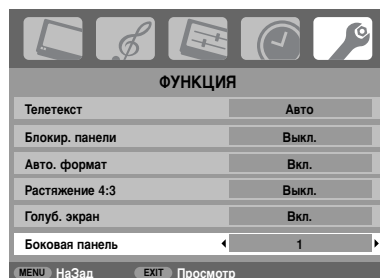 ФУНКЦИЯ
Телетекст Авто
Блокир. панели Выкл.
Авто. формат Вкл.
Растяжение 4:3 Выкл.
Голуб. экран Вкл.
Боковая панель 1
MENU НаЗад EXIT Просмотр